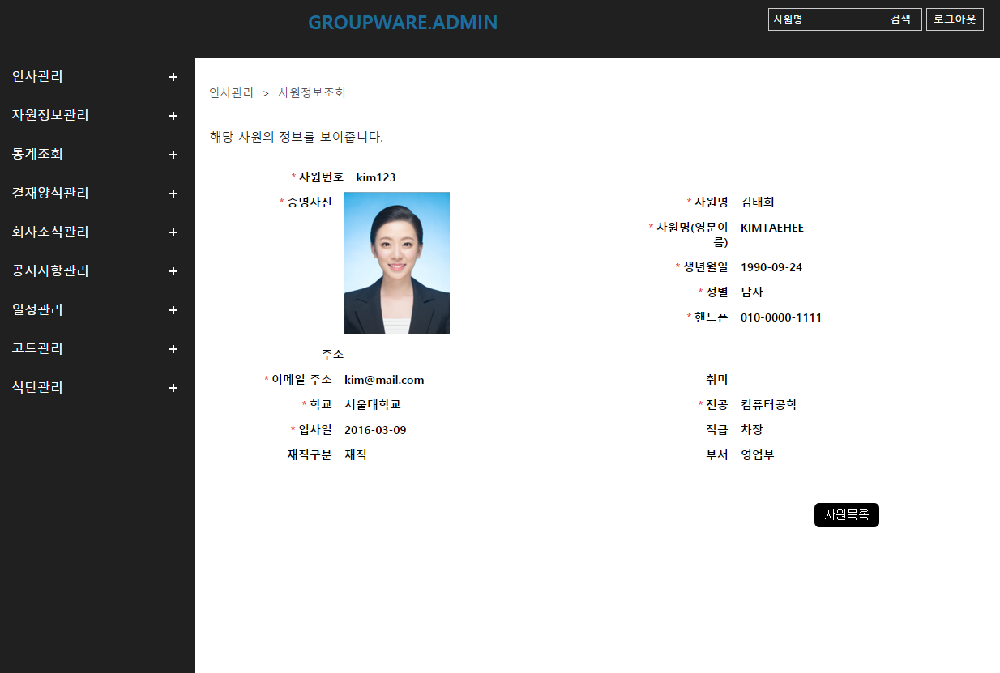 GROUPWARE.ADMIN
사원명 검색 로그아웃
인사관리 +
자원정보관리 +
통계조회 +
결재양식관리 +
회사소식관리 +
공지사항관리 +
일정관리 +
코드관리 +
식단관리 +
인사관리 > 사원정보조회
해당 사원의 정보를 보여줍니다.
* 사원번호 kim123
* 증명사진
* 사원명 김태희
* 사원명(영문이
름) KIMTAEHEE
* 생년월일 1990-09-24
* 성별 남자
* 핸드폰 010-0000-1111
주소
* 이메일 주소 kim@mail.com 취미
* 학교 서울대학교 * 전공 컴퓨터공학
* 입사일 2016-03-09 직급 차장
재직구분 재직 부서 영업부
사원목록